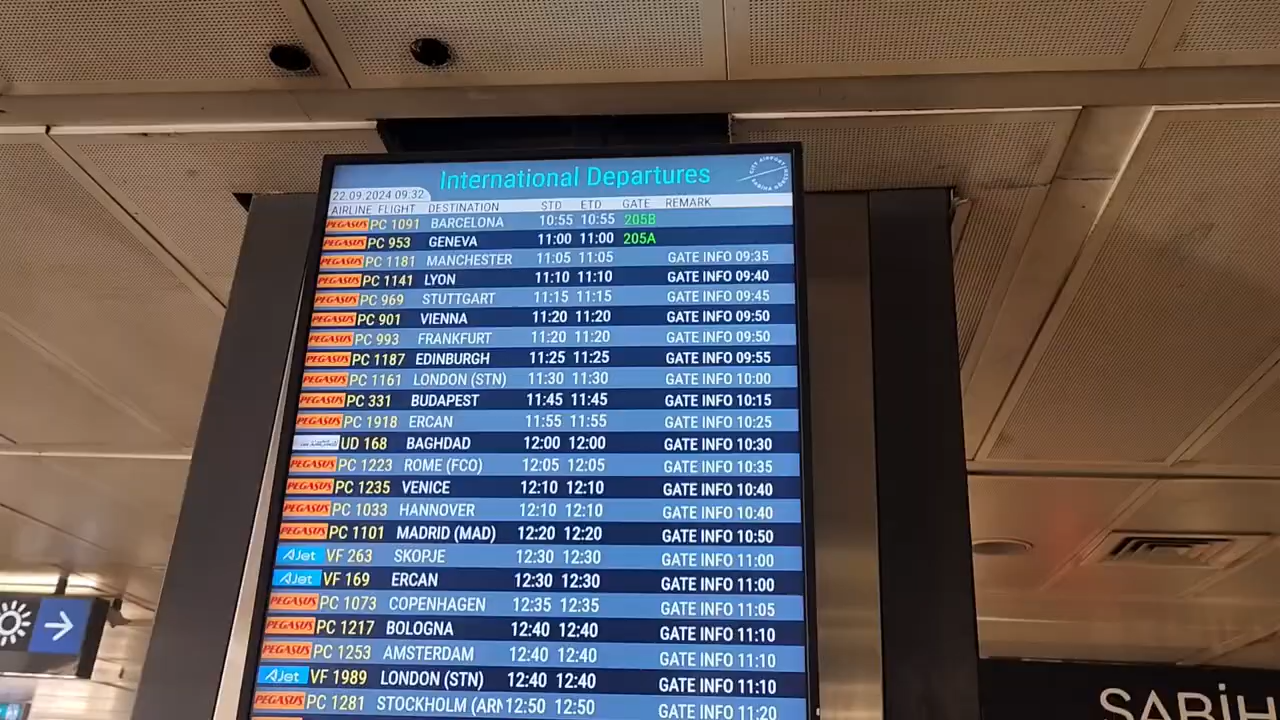 International Departures
22.09.2024 09:32
AIRLINE FLIGHT DESTINATION STD ETD GATE REMARK
PEGASUS PC 1091 BARCELONA 10:55 10:55 205B
PEGASUS PC 953 GENEVA 11:00 11:00 205A
PEGASUS PC 1181 MANCHESTER 11:05 11:05 GATE INFO 09:35
PEGASUS PC 1141 LYON 11:10 11:10 GATE INFO 09:40
PEGASUS PC 969 STUTTGART 11:15 11:15 GATE INFO 09:45
PEGASUS PC 901 VIENNA 11:20 11:20 GATE INFO 09:50
PEGASUS PC 993 FRANKFURT 11:20 11:20 GATE INFO 09:50
PEGASUS PC 1187 EDINBURGH 11:25 11:25 GATE INFO 09:55
PEGASUS PC 1161 LONDON (STN) 11:30 11:30 GATE INFO 10:00
PEGASUS PC 331 BUDAPEST 11:45 11:45 GATE INFO 10:15
PEGASUS PC 1918 ERCAN 11:55 11:55 GATE INFO 10:25
UD 168 BAGHDAD 12:00 12:00 GATE INFO 10:30
PEGASUS PC 1223 ROME (FCO) 12:05 12:05 GATE INFO 10:35
PEGASUS PC 1235 VENICE 12:10 12:10 GATE INFO 10:40
PEGASUS PC 1033 HANNOVER 12:10 12:10 GATE INFO 10:40
PEGASUS PC 1101 MADRID (MAD) 12:20 12:20 GATE INFO 10:50
AJet VF 263 SKOPJE 12:30 12:30 GATE INFO 11:00
AJet VF 169 ERCAN 12:30 12:30 GATE INFO 11:00
PEGASUS PC 1073 COPENHAGEN 12:35 12:35 GATE INFO 11:05
PEGASUS PC 1217 BOLOGNA 12:40 12:40 GATE INFO 11:10
PEGASUS PC 1253 AMSTERDAM 12:40 12:40 GATE INFO 11:10
AJet VF 1989 LONDON (STN) 12:40 12:40 GATE INFO 11:10
PEGASUS PC 1281 STOCKHOLM (ARN 12:50 12:50 GATE INFO 11:20
SABİH